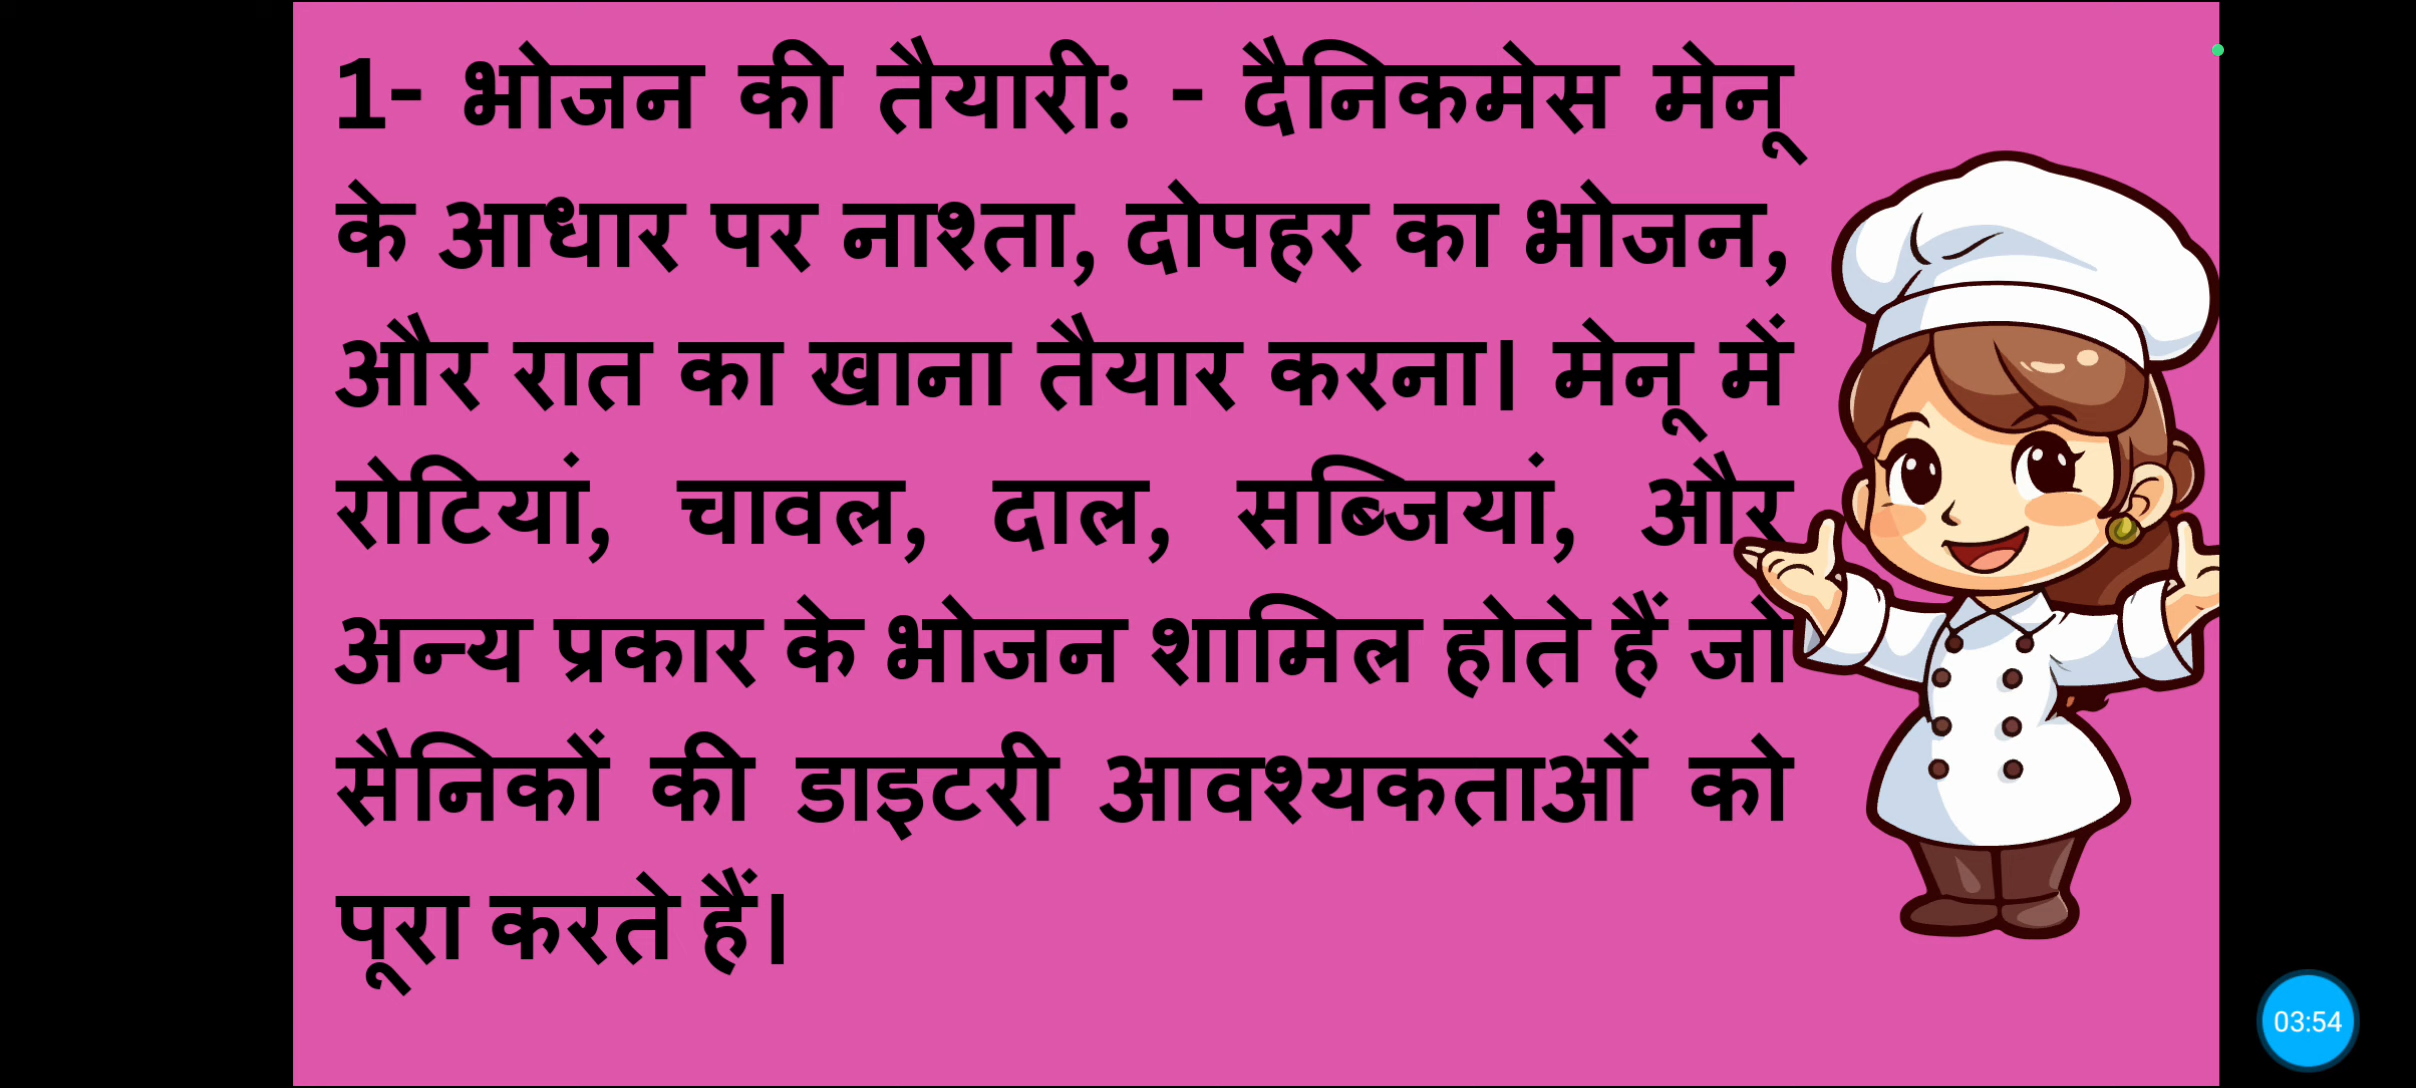 1- भोजन की तैयारी: - दैनिकमेस मेनू
के आधार पर नाश्ता, दोपहर का भोजन,
और रात का खाना तैयार करना। मेनू में
रोटियां, चावल, दाल, सब्जियां, और
अन्य प्रकार के भोजन शामिल होते हैं जो
सैनिकों की डाइटरी आवश्यकताओं को
पूरा करते हैं।
03:54